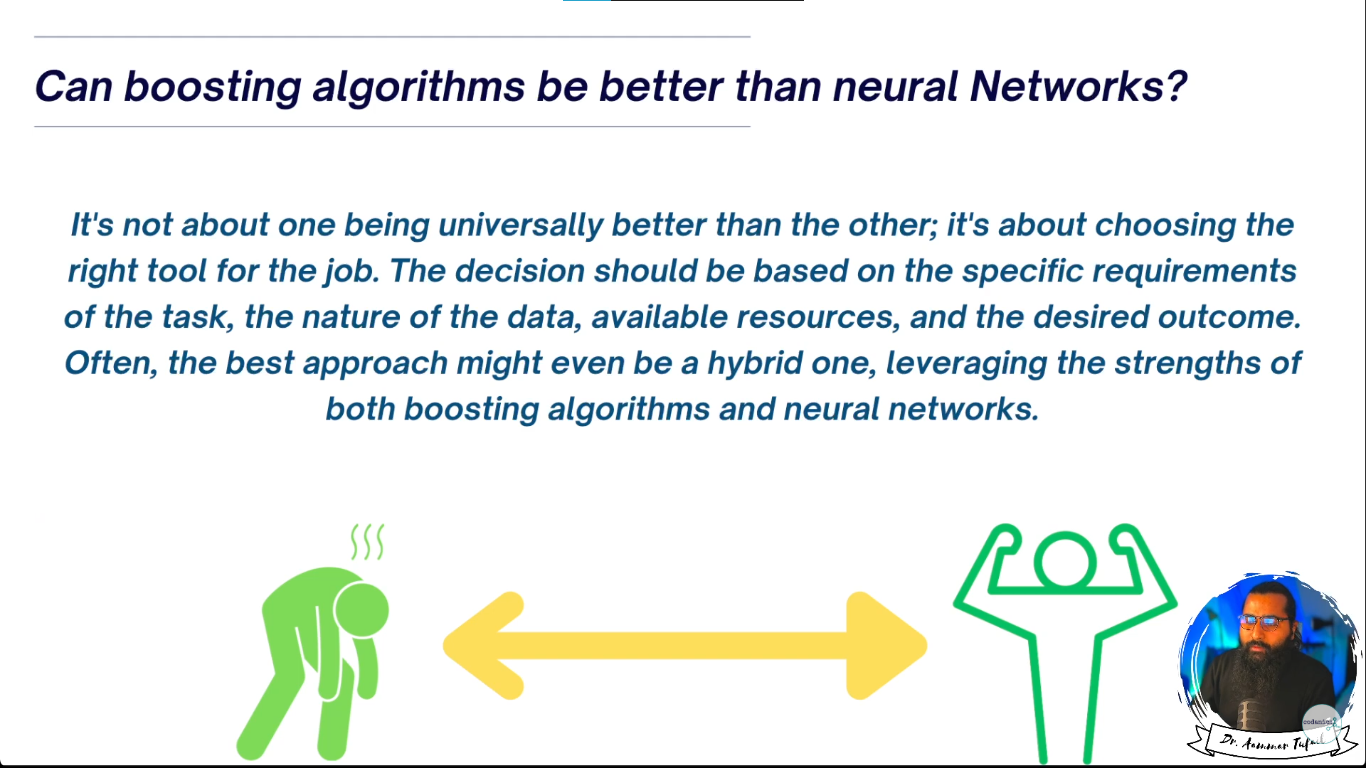 Can boosting algorithms be better than neural Networks?
It's not about one being universally better than the other; it's about choosing the
right tool for the job. The decision should be based on the specific requirements
of the task, the nature of the data, available resources, and the desired outcome.
Often, the best approach might even be a hybrid one, leveraging the strengths of
both boosting algorithms and neural networks.
Dr. Aammar Tufail